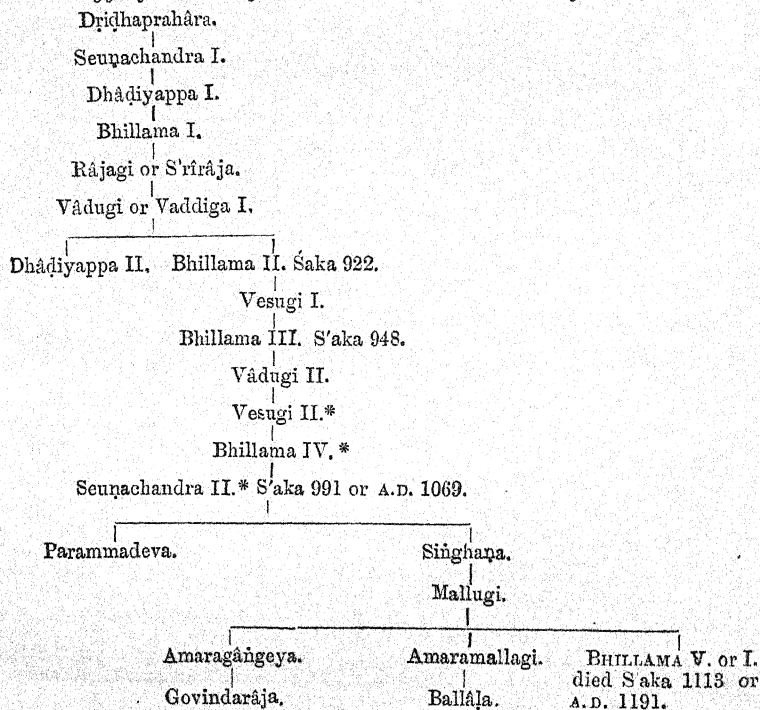 Dṛiḍhaprahâra.
Seuṇachandra I.
Dhâḍiyappa I.
Bhillama I.
Râjagi or S'rîrâja.
Vâdugi or Vaddiga I.
Dhâḍiyappa II. Bhillama II. Śaka 922.
Vesugi I.
Bhillama III. S'aka 948.
Vâdugi II.
Vesugi II.*
Bhillama IV. *
Seuṇachandra II.* S'aka 991 or A.D. 1069.
Parammadeva. Siṅghaṇa.
Mallugi.
Amaragâṅgeya. Amaramallagi. BHILLAMA V. or I.
died S'aka 1113 or
Govindarâja. Ballâḷa. A.D. 1191.